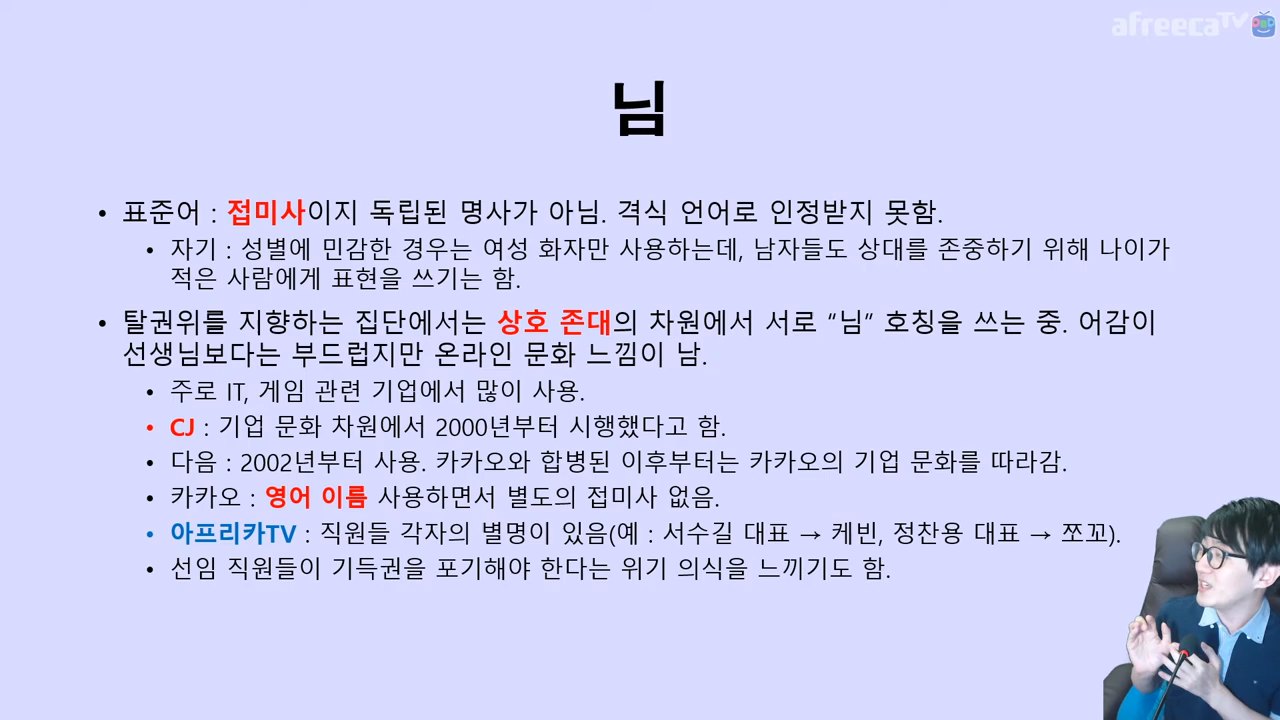 afreecaTV
님
• 표준어 : 접미사이지 독립된 명사가 아님. 격식 언어로 인정받지 못함.
• 자기 : 성별에 민감한 경우는 여성 화자만 사용하는데, 남자들도 상대를 존중하기 위해 나이가
적은 사람에게 표현을 쓰기는 함.
• 탈권위를 지향하는 집단에서는 상호 존대의 차원에서 서로 “님” 호칭을 쓰는 중. 어감이
선생님보다는 부드럽지만 온라인 문화 느낌이 남.
• 주로 IT, 게임 관련 기업에서 많이 사용.
• CJ : 기업 문화 차원에서 2000년부터 시행했다고 함.
• 다음 : 2002년부터 사용. 카카오와 합병된 이후부터는 카카오의 기업 문화를 따라감.
• 카카오 : 영어 이름 사용하면서 별도의 접미사 없음.
• 아프리카TV : 직원들 각자의 별명이 있음(예 : 서수길 대표 → 케빈, 정찬용 대표 → 쪼꼬).
• 선임 직원들이 기득권을 포기해야 한다는 위기 의식을 느끼기도 함.